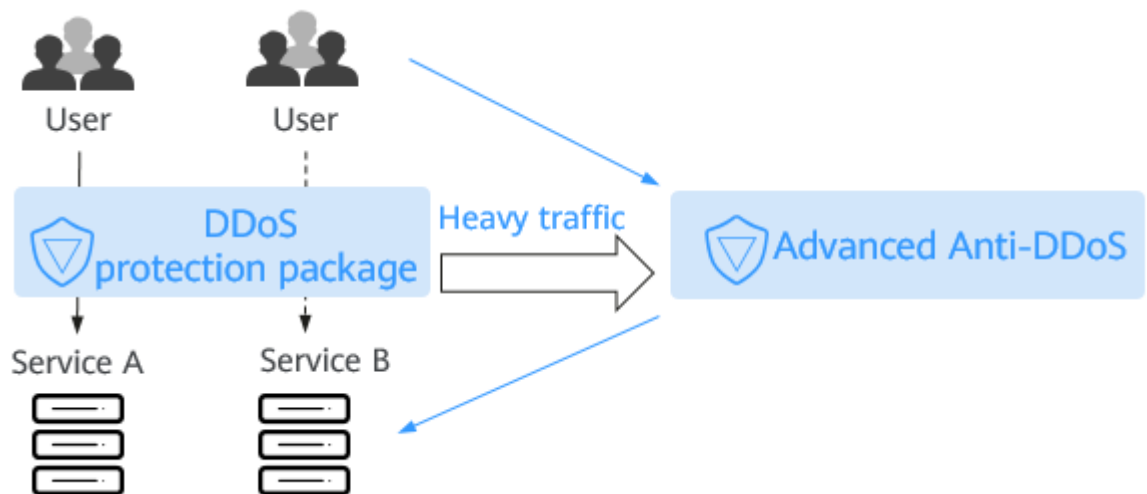 User
User
DDoS
protection package
Heavy traffic
Advanced Anti-DDoS
Service A
Service B